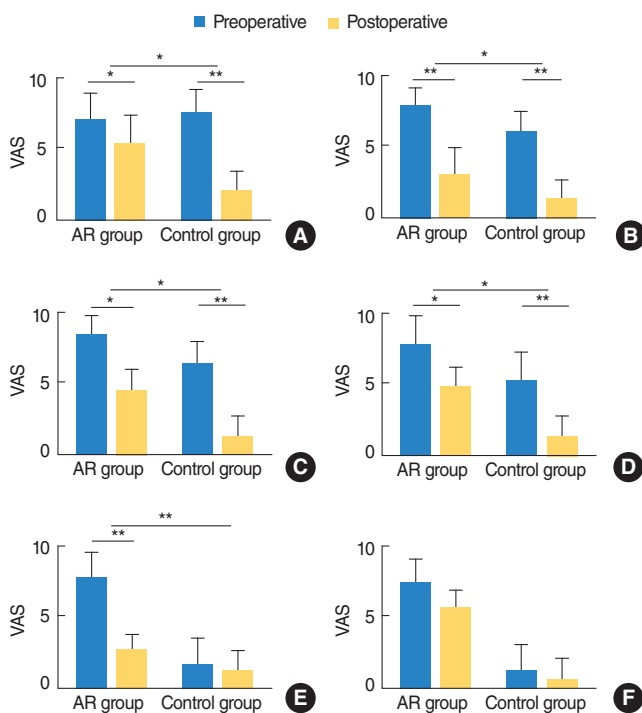 Preoperative Postoperative
* *
* ** ** **
10 10
VAS VAS
5 5
0 0
AR group Control group A AR group Control group B
* *
* ** * **
10 10
VAS VAS
5 5
0 0
AR group Control group C AR group Control group D
**
**
10 10
VAS VAS
5 5
0 0
AR group Control group E AR group Control group F